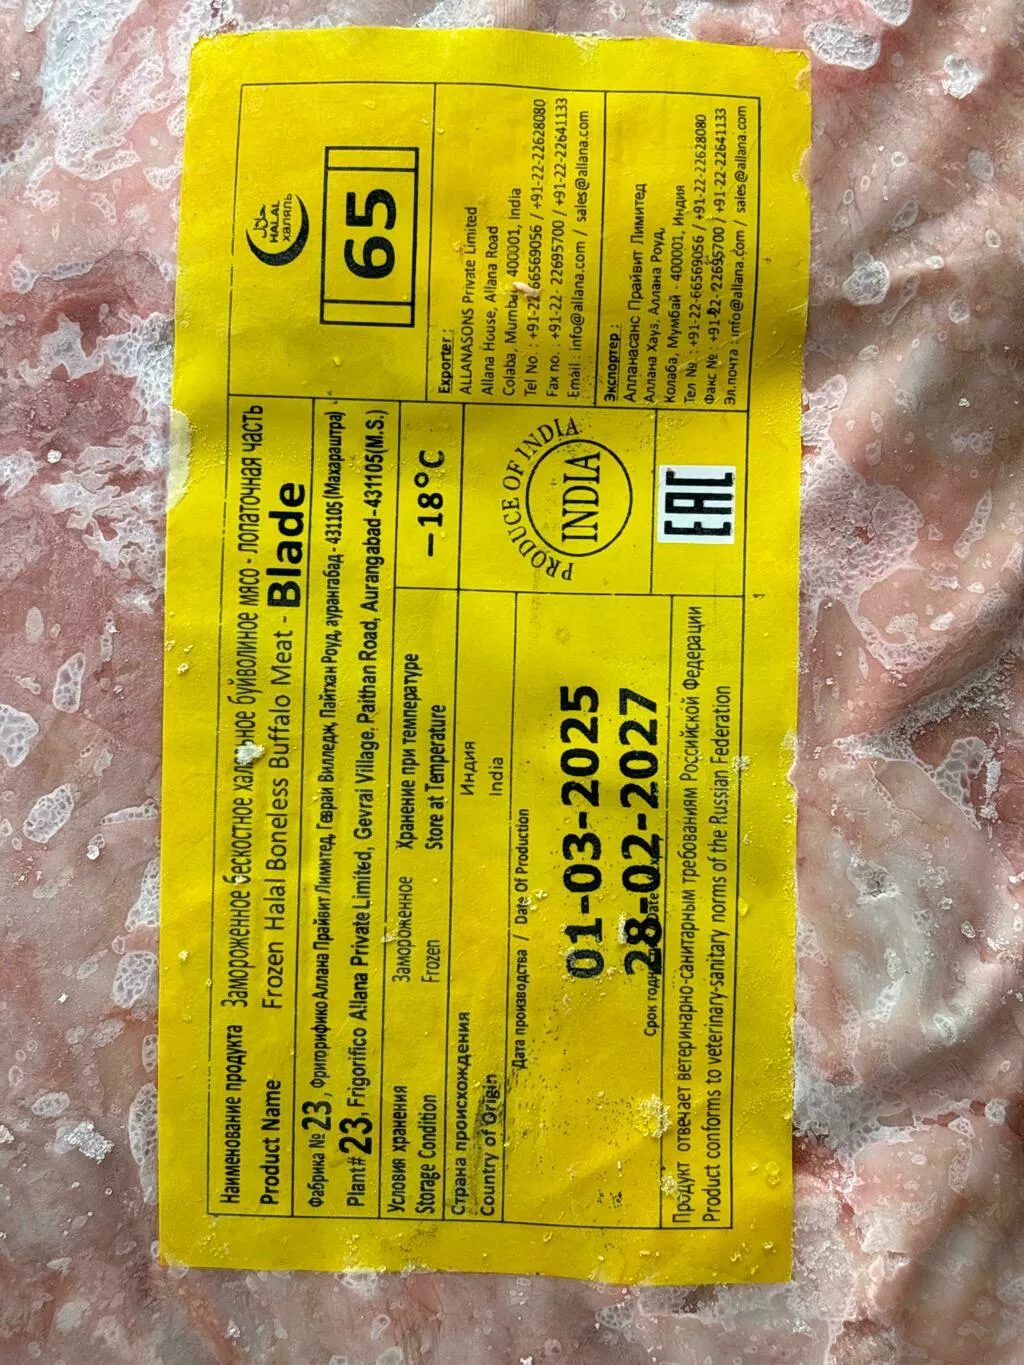 Наименование продукта Замороженное бескостное халяльное буйволиное мясо - лопаточная часть
Product Name Frozen Halal Boneless Buffalo Meat - Blade
Фабрика №23, Фригорифико Аллана Прайвит Лимитед, Геврай Вилледж, Пайтхан Роуд, аурангабад - 431105 (Махараштра)
Plant# 23, Frigorifico Allana Private Limited, Gevrai Village, Paithan Road, Aurangabad-431105(M.S.)
Условия хранения Замороженное Хранение при температуре
Storage Condition Frozen Store at Temperature
−18°C
Страна происхождения Индия
Country of Origin India
Дата производства / Date Of Production
01-03-2025
28-02-2027
Срок годн Date
Продукт отвечает ветеринарно-санитарным требованиям Российской Федерации
Product conforms to veterinary-sanitary norms of the Russian Federation
PRODUCE OF INDIA
INDIA
EAC
حلال
HALAL
халяль
65
Exporter :
ALLANASONS Private Limited
Allana House, Allana Road
Colaba, Mumbai 400001, India
Tel No. : +91-22 66569056 / +91-22-22628080
Fax no. : +91-22- 22695700 / +91-22-22641133
Email : info@allana.com / sales@allana.com
Экспортер :
Алланасанс Прайвит Лимитед
Аллана Хауз, Аллана Роуд,
Колаба, Мумбай - 400001, Индия
Тел № : +91-22-66569056 / +91-22-22628080
Факс № +91-22- 22695700 / +91-22-22641133
Эл.почта : info@allana.com / sales@allana.com